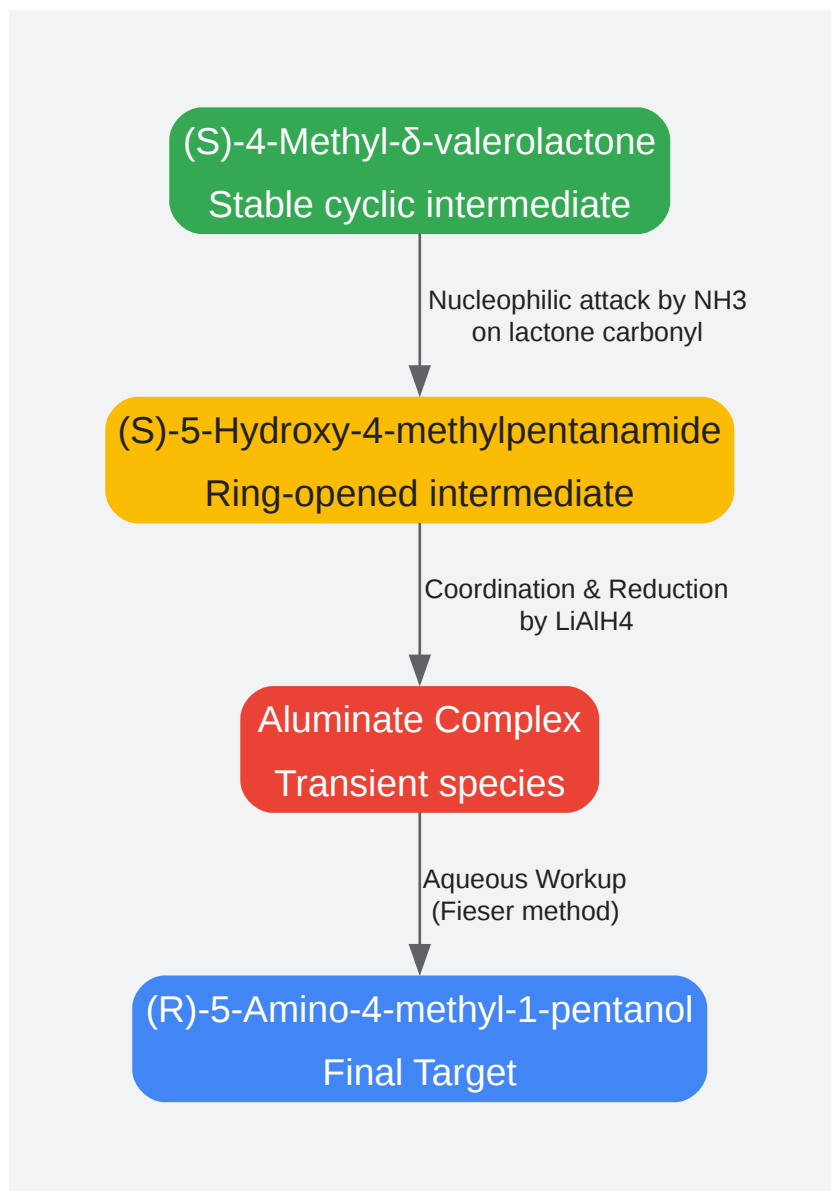 (S)-4-Methyl-δ-valerolactone
Stable cyclic intermediate
Nucleophilic attack by NH3
on lactone carbonyl
(S)-5-Hydroxy-4-methylpentanamide
Ring-opened intermediate
Coordination & Reduction
by LiAlH4
Aluminate Complex
Transient species
Aqueous Workup
(Fieser method)
(R)-5-Amino-4-methyl-1-pentanol
Final Target